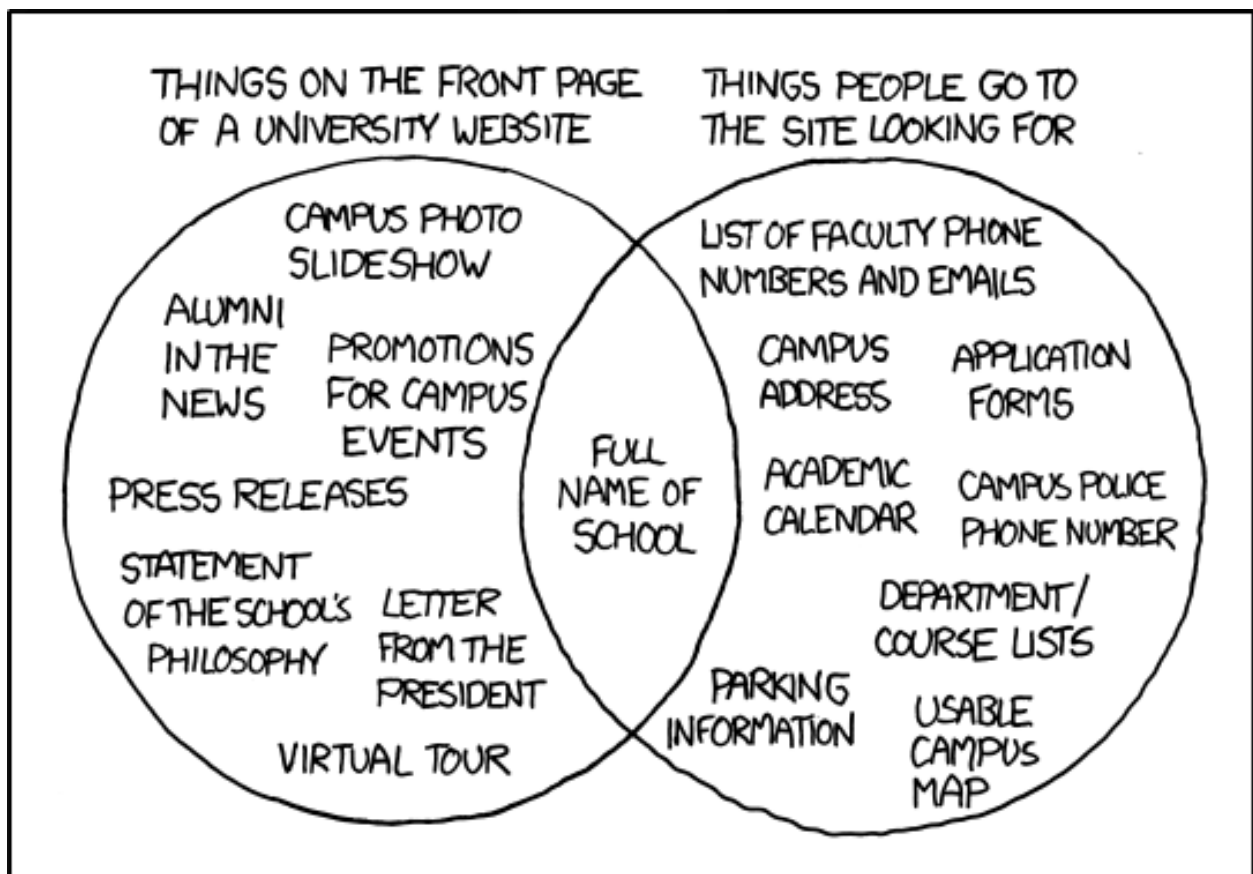 THINGS ON THE FRONT PAGE
OF A UNIVERSITY WEBSITE
THINGS PEOPLE GO TO
THE SITE LOOKING FOR
CAMPUS PHOTO
SLIDESHOW
ALUMNI
IN THE
NEWS
PROMOTIONS
FOR CAMPUS
EVENTS
PRESS RELEASES
STATEMENT
OF THE SCHOOL'S
PHILOSOPHY
LETTER
FROM THE
PRESIDENT
VIRTUAL TOUR
FULL
NAME OF
SCHOOL
LIST OF FACULTY PHONE
NUMBERS AND EMAILS
CAMPUS
ADDRESS
APPLICATION
FORMS
ACADEMIC
CALENDAR
CAMPUS POLICE
PHONE NUMBER
DEPARTMENT/
COURSE LISTS
PARKING
INFORMATION
USABLE
CAMPUS
MAP